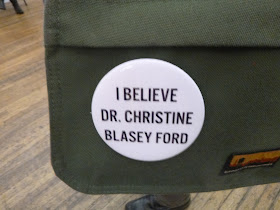 I BELIEVE
DR. CHRISTINE
BLASEY FORD